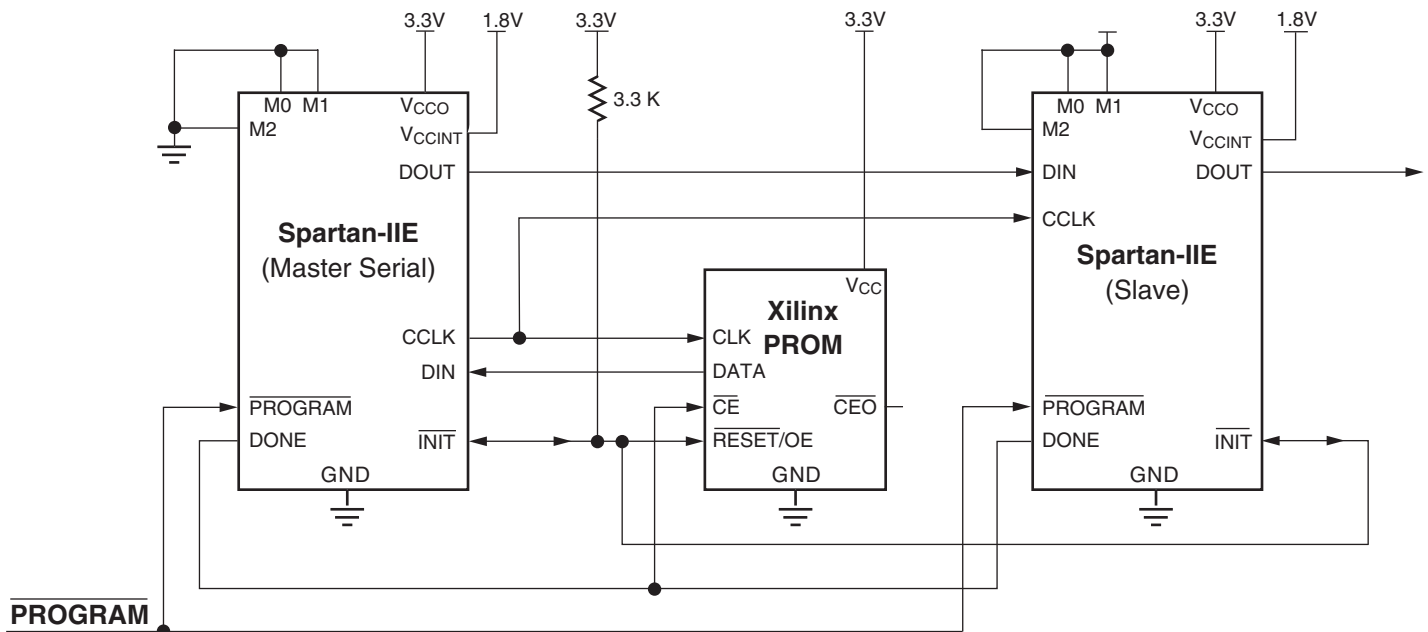 3.3V 1.8V 3.3V 3.3V 3.3V 1.8V
3.3 K
M0 M1 VCCO
M2
VCCINT
DOUT
Spartan-IIE
(Master Serial)
CCLK
DIN
PROGRAM
DONE INIT
GND
VCC
Xilinx
PROM
CLK
DATA
CE CEO
RESET/OE
GND
M0 M1 VCCO
M2
VCCINT
DIN DOUT
CCLK
Spartan-IIE
(Slave)
PROGRAM
DONE INIT
GND
PROGRAM